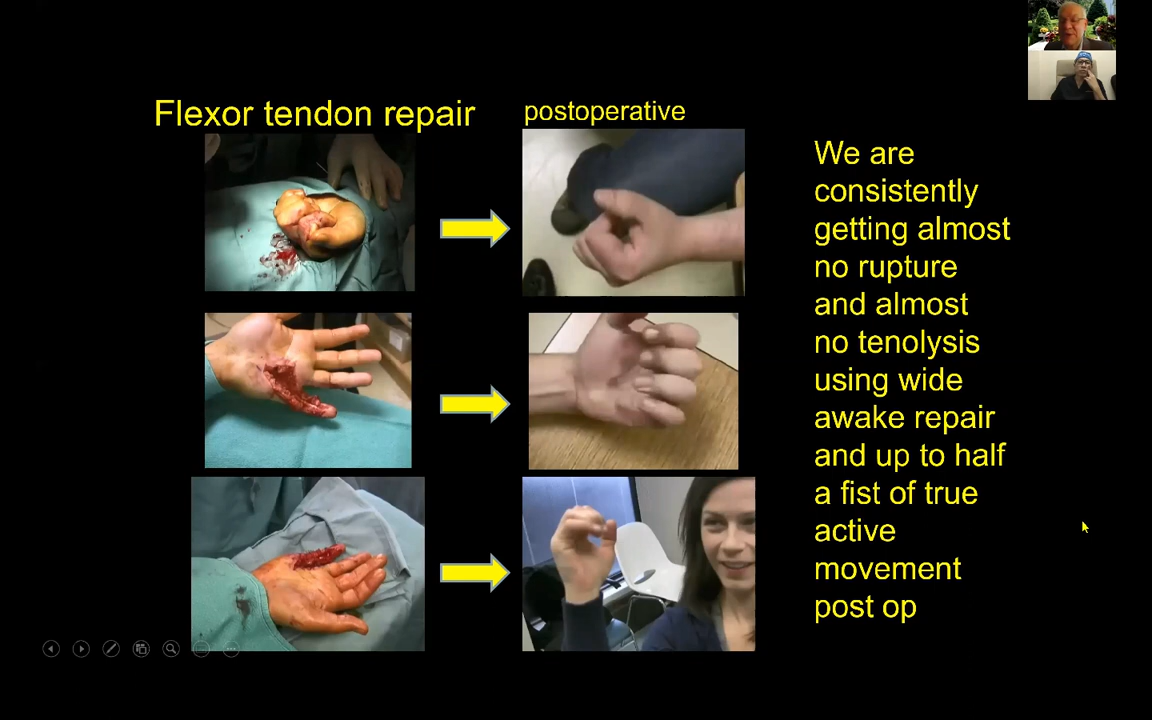 Flexor tendon repair
postoperative
We are
consistently
getting almost
no rupture
and almost
no tenolysis
using wide
awake repair
and up to half
a fist of true
active
movement
post op